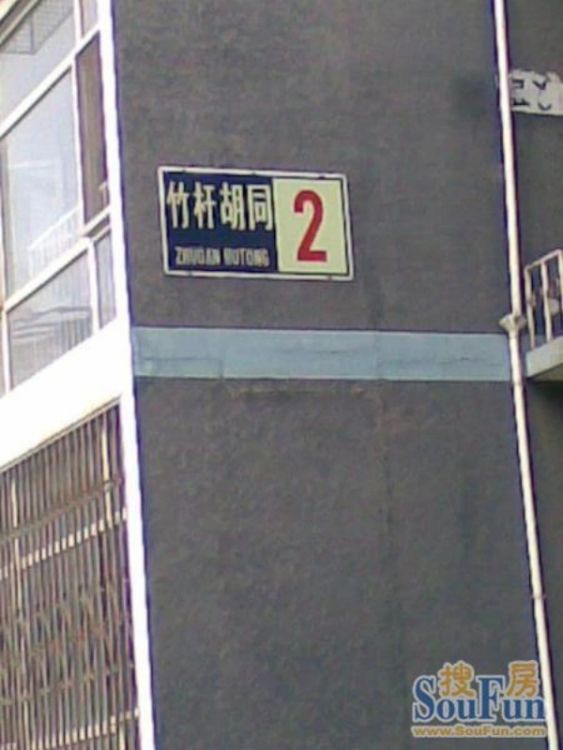 竹杆胡同
ZHUGAN HUTONG
2
搜房
SouFun
www.SouFun.com